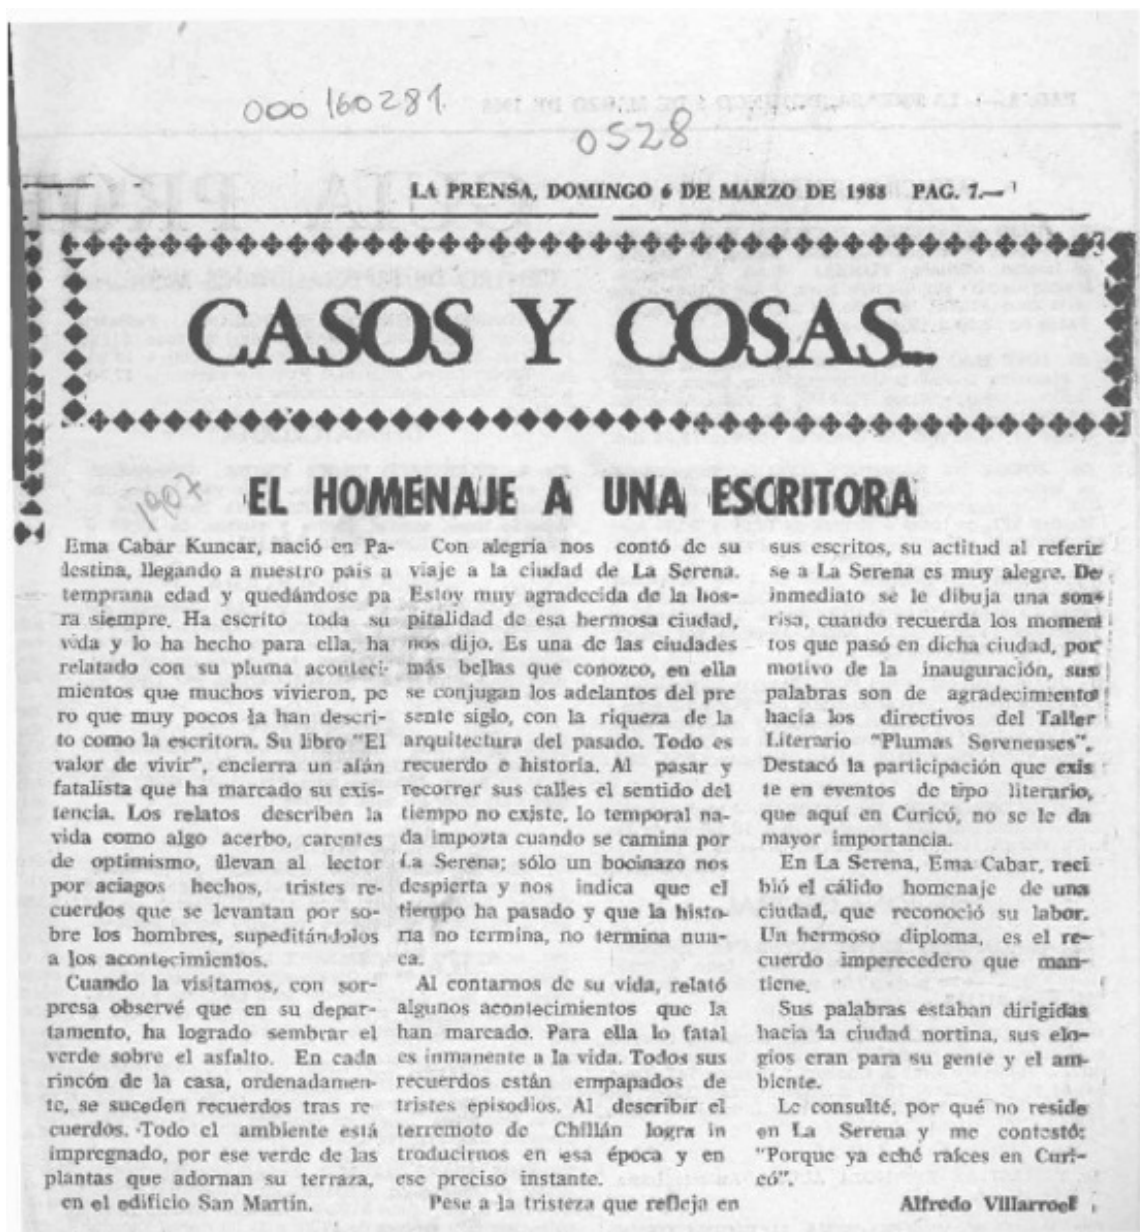 000160281
0528
LA PRENSA, DOMINGO 6 DE MARZO DE 1988 PAG. 7.—
CASOS Y COSAS...
1907
EL HOMENAJE A UNA ESCRITORA
Ema Cabar Kuncar, nació en Pa-
lestina, llegando a nuestro país a
temprana edad y quedándose pa
ra siempre. Ha escrito toda su
vida y lo ha hecho para ella, ha
relatado con su pluma aconteci-
mientos que muchos vivieron, pe
ro que muy pocos la han descri-
to como la escritora. Su libro "El
valor de vivir", encierra un afán
fatalista que ha marcado su exis-
tencia. Los relatos describen la
vida como algo acerbo, carentes
de optimismo, llevan al lector
por aciagos hechos, tristes re-
cuerdos que se levantan por so-
bre los hombres, supeditándolos
a los acontecimientos.
Cuando la visitamos, con sor-
presa observé que en su depar-
tamento, ha logrado sembrar el
verde sobre el asfalto. En cada
rincón de la casa, ordenadamen-
te, se suceden recuerdos tras re
cuerdos. Todo el ambiente está
impregnado, por ese verde de las
plantas que adornan su terraza,
en el edificio San Martín.
Con alegría nos contó de su
viaje a la ciudad de La Serena.
Estoy muy agradecida de la hos-
pitalidad de esa hermosa ciudad,
nos dijo. Es una de las ciudades
más bellas que conozco, en ella
se conjugan los adelantos del pre
sente siglo, con la riqueza de la
arquitectura del pasado. Todo es
recuerdo e historia. Al pasar y
recorrer sus calles el sentido del
tiempo no existe, lo temporal na-
da importa cuando se camina por
La Serena; sólo un bocinazo nos
despierta y nos indica que el
tiempo ha pasado y que la histo-
ria no termina, no termina nun-
ca.
Al contarnos de su vida, relató
algunos acontecimientos que la
han marcado. Para ella lo fatal
es inmanente a la vida. Todos sus
recuerdos están empapados de
tristes episodios. Al describir el
terremoto de Chillán logra in
troducirnos en esa época y en
ese preciso instante.
Pese a la tristeza que refleja en
sus escritos, su actitud al referir
se a La Serena es muy alegre. De
inmediato se le dibuja una son-
risa, cuando recuerda los momen
tos que pasó en dicha ciudad, por
motivo de la inauguración, sus
palabras son de agradecimiento
hacia los directivos del Taller
Literario "Plumas Serenenses".
Destacó la participación que exis
te en eventos de tipo literario,
que aquí en Curicó, no se le da
mayor importancia.
En La Serena, Ema Cabar, reci
bió el cálido homenaje de una
ciudad, que reconoció su labor.
Un hermoso diploma, es el re-
cuerdo imperecedero que man-
tiene.
Sus palabras estaban dirigidas
hacia la ciudad nortina, sus elo-
gios eran para su gente y el am-
biente.
Le consulté, por qué no reside
en La Serena y me contestó:
"Porque ya eché raíces en Curi-
có".
Alfredo Villarroel